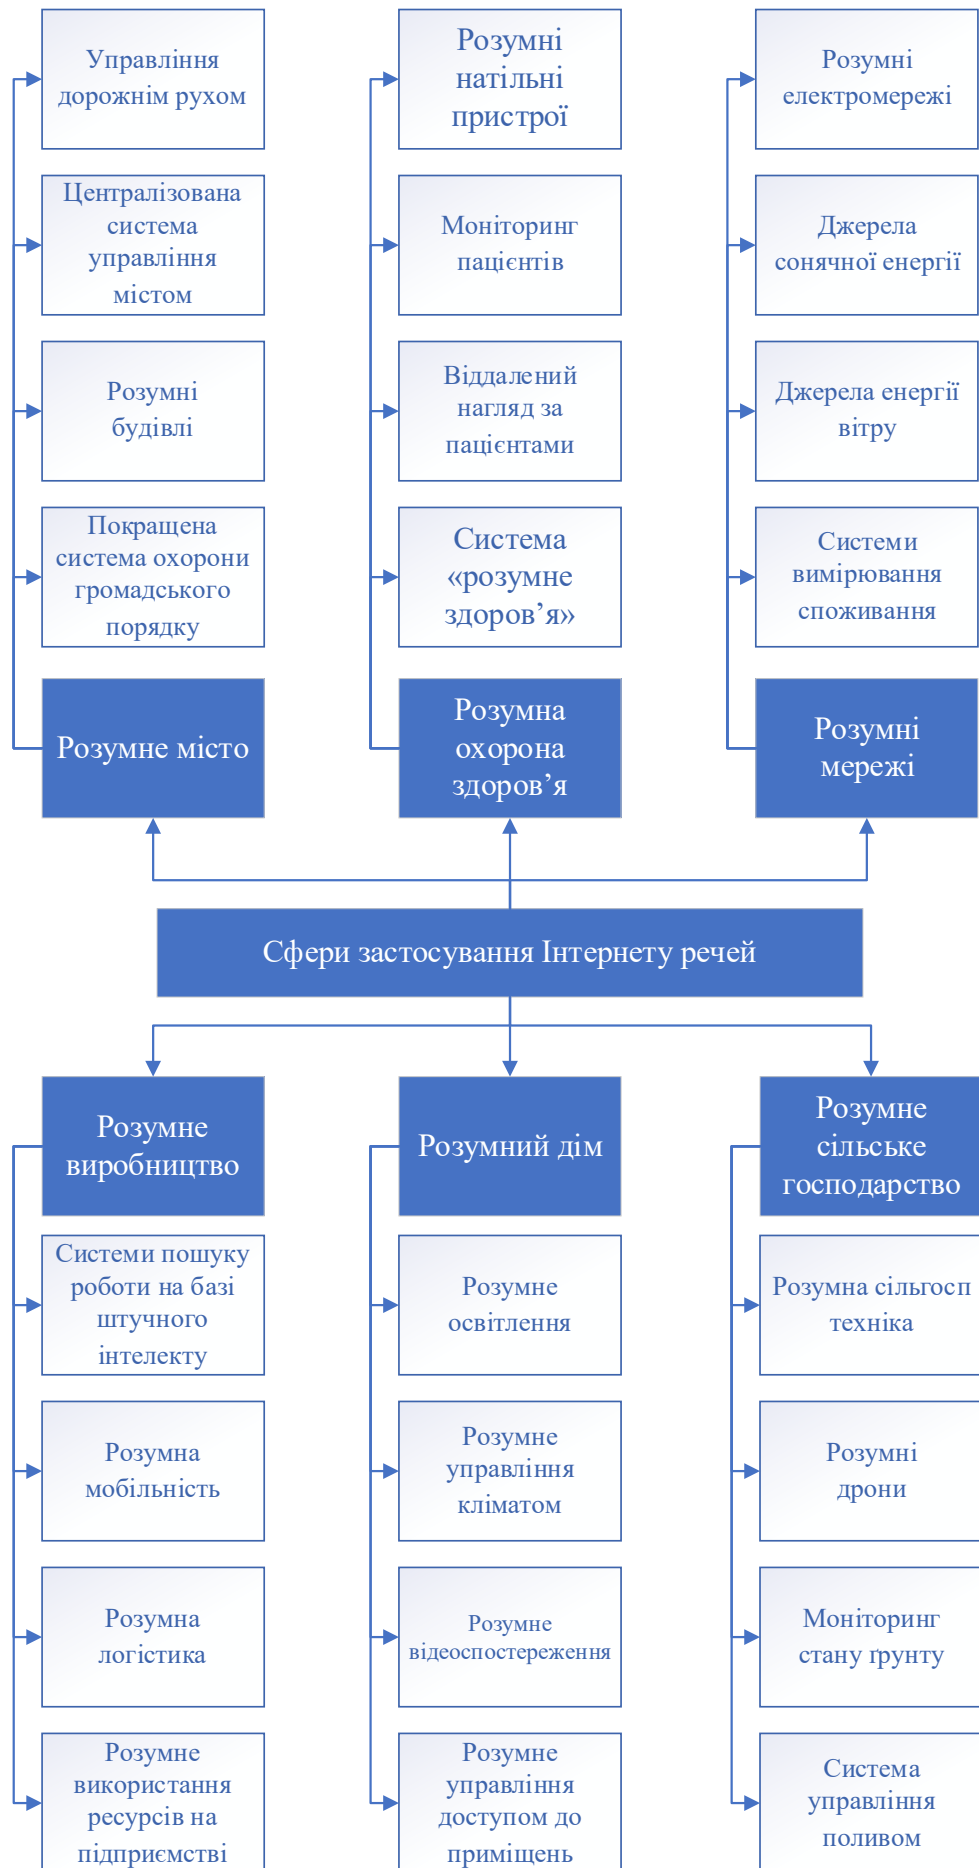 Управління
дорожнім рухом
Розумні
натільні
пристрої
Розумні
електромережі
Централізована
система
управління
містом
Моніторинг
пацієнтів
Джерела
сонячної енергії
Розумні
будівлі
Віддалений
нагляд за
пацієнтами
Джерела енергії
вітру
Покращена
система охорони
громадського
порядку
Система
«розумне
здоров’я»
Системи
вимірювання
споживання
Розумне місто
Розумна
охорона
здоров’я
Розумні
мережі
Сфери застосування Інтернету речей
Розумне
виробництво
Розумний дім
Розумне
сільське
господарство
Системи пошуку
роботи на базі
штучного
інтелекту
Розумне
освітлення
Розумна сільгосп
техніка
Розумна
мобільність
Розумне
управління
кліматом
Розумні
дрони
Розумна
логістика
Розумне
відеоспостереження
Моніторинг
стану ґрунту
Розумне
використання
ресурсів на
підприємстві
Розумне
управління
доступом до
приміщень
Система
управління
поливом